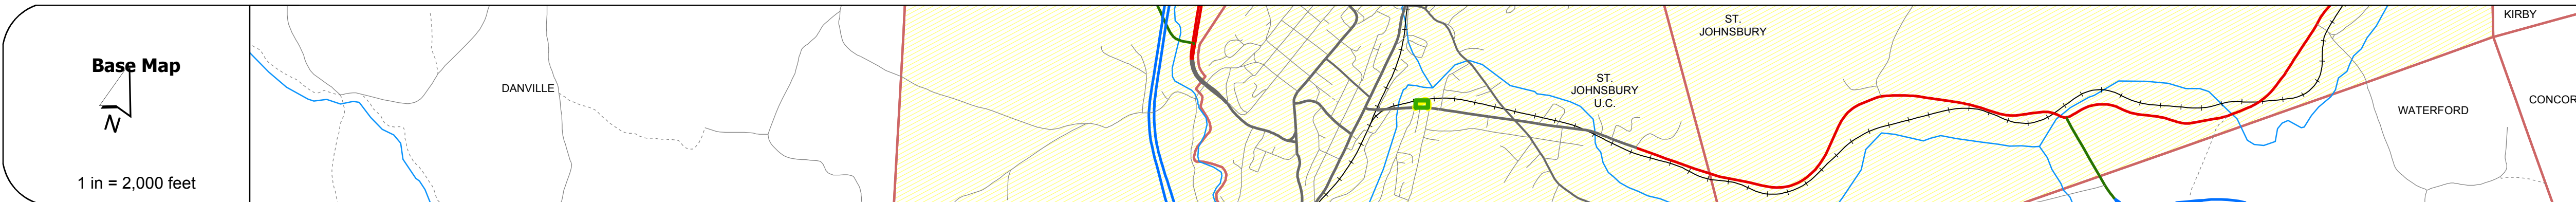 Base Map
N
1 in = 2,000 feet
DANVILLE
ST.
JOHNSBURY
ST.
JOHNSBURY
U.C.
KIRBY
WATERFORD
CONCOR